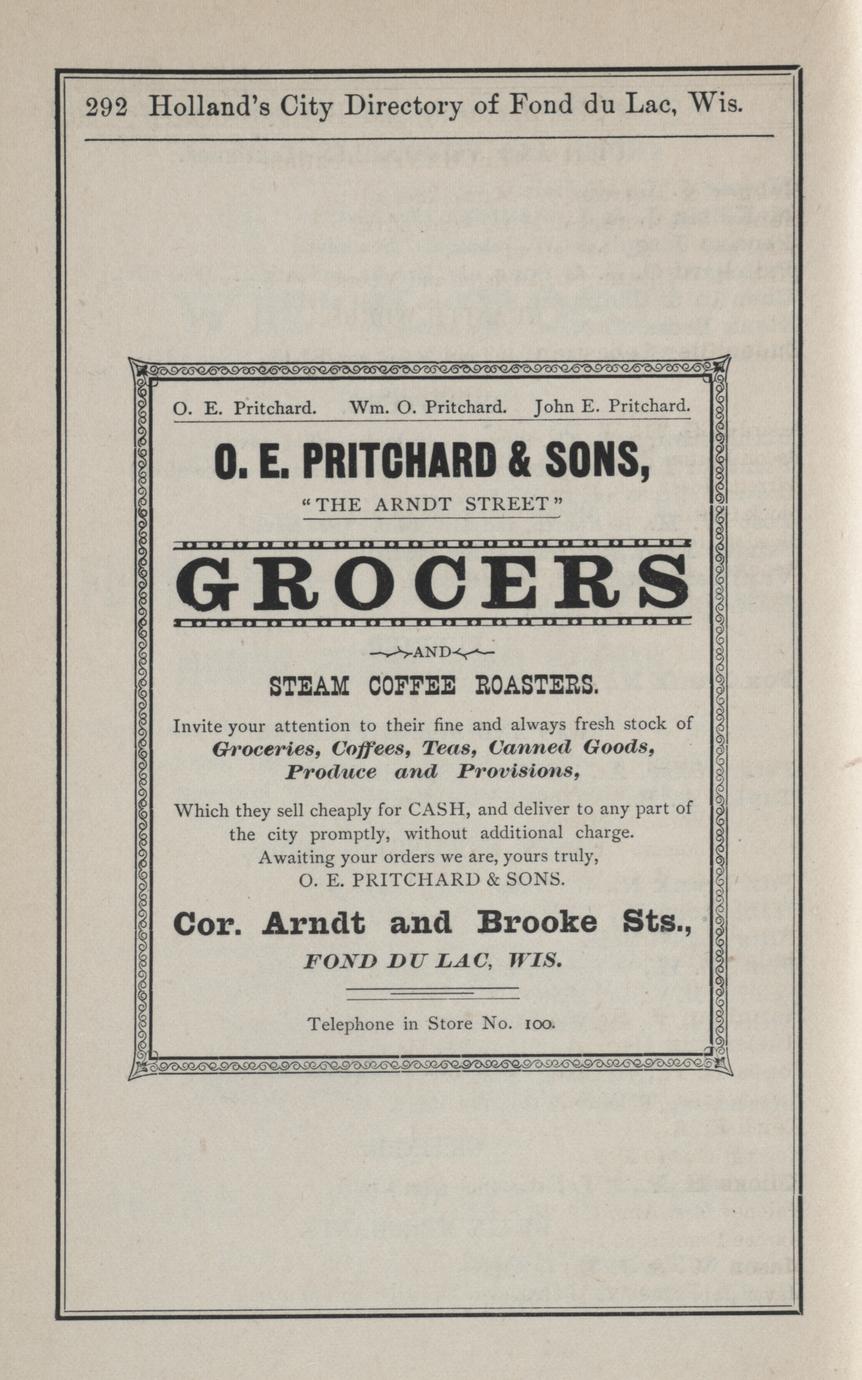 292 Holland's City Directory of Fond du Lac, Wis.
O. E. Pritchard. Wm. O. Pritchard. John E. Pritchard.
O. E. PRITCHARD & SONS,
"THE ARNDT STREET"
GROCERS
AND
STEAM COFFEE ROASTERS.
Invite your attention to their fine and always fresh stock of
Groceries, Coffees, Teas, Canned Goods,
Produce and Provisions,
Which they sell cheaply for CASH, and deliver to any part of
the city promptly, without additional charge.
Awaiting your orders we are, yours truly,
O. E. PRITCHARD & SONS.
Cor. Arndt and Brooke Sts.,
FOND DU LAC, WIS.
Telephone in Store No. 100.